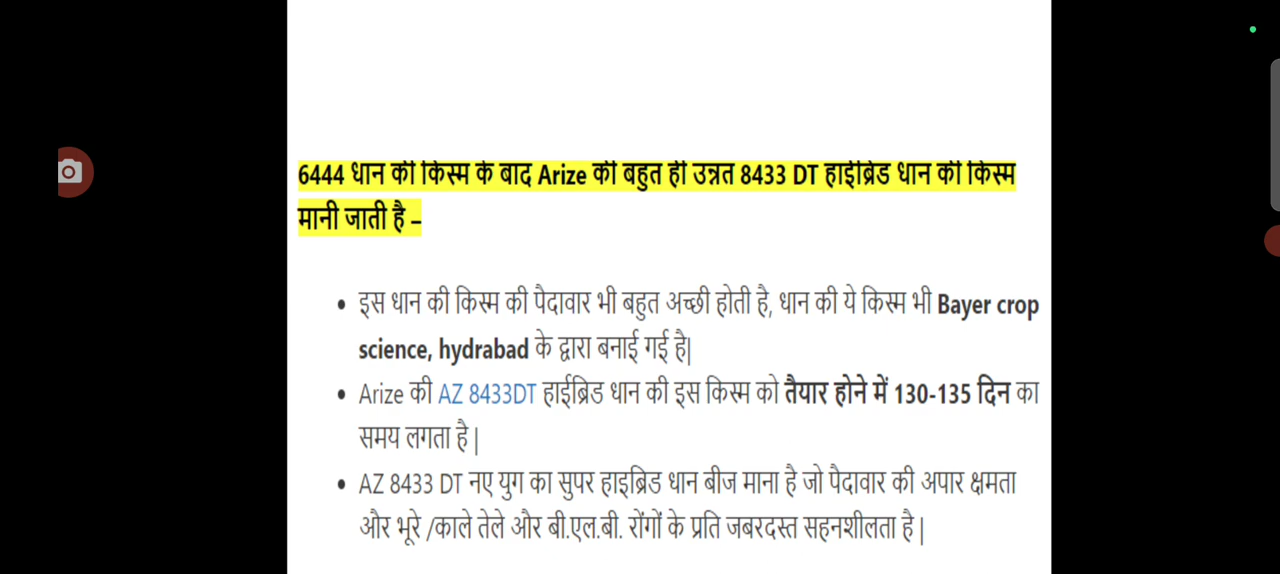 6444 धान की किस्म के बाद Arize की बहुत ही उन्नत 8433 DT हाईब्रिड धान की किस्म
मानी जाती है –
इस धान की किस्म की पैदावार भी बहुत अच्छी होती है, धान की ये किस्म भी Bayer crop
science, hydrabad के द्वारा बनाई गई है|
Arize की AZ 8433DT हाईब्रिड धान की इस किस्म को तैयार होने में 130-135 दिन का
समय लगता है |
AZ 8433 DT नए युग का सुपर हाइब्रिड धान बीज माना है जो पैदावार की अपार क्षमता
और भूरे /काले तेले और बी.एल.बी. रोंगों के प्रति जबरदस्त सहनशीलता है |